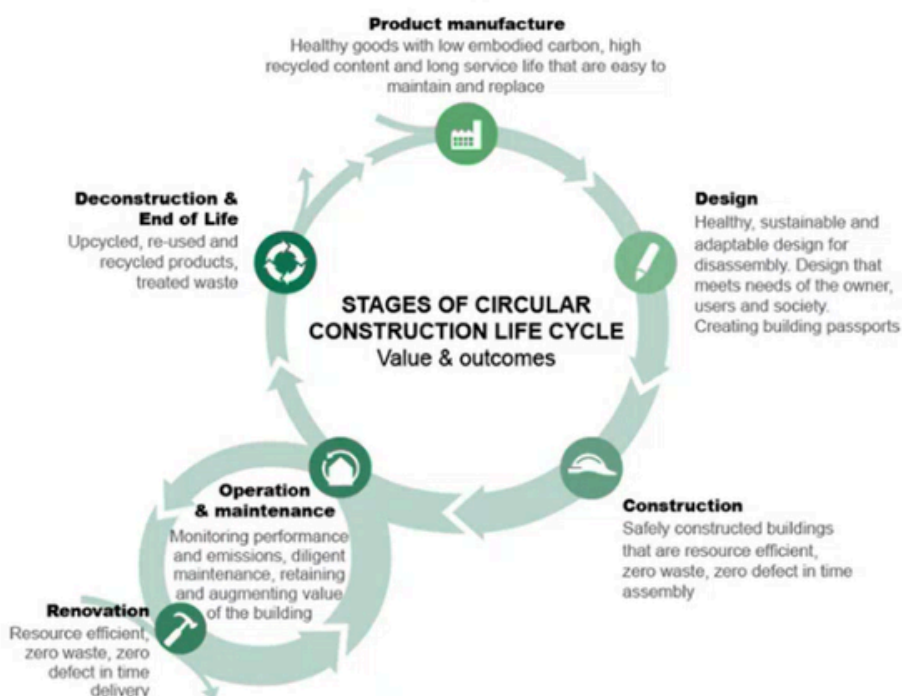 Product manufacture
Healthy goods with low embodied carbon, high
recycled content and long service life that are easy to
maintain and replace
Deconstruction &
End of Life
Upcycled, re-used and
recycled products,
treated waste
Design
Healthy, sustainable and
adaptable design for
disassembly. Design that
meets needs of the owner,
users and society.
Creating building passports
STAGES OF CIRCULAR
CONSTRUCTION LIFE CYCLE
Value & outcomes
Operation
& maintenance
Monitoring performance
and emissions, diligent
maintenance, retaining
and augmenting value
of the building
Construction
Safely constructed buildings
that are resource efficient,
zero waste, zero defect in time
assembly
Renovation
Resource efficient,
zero waste, zero
defect in time
delivery